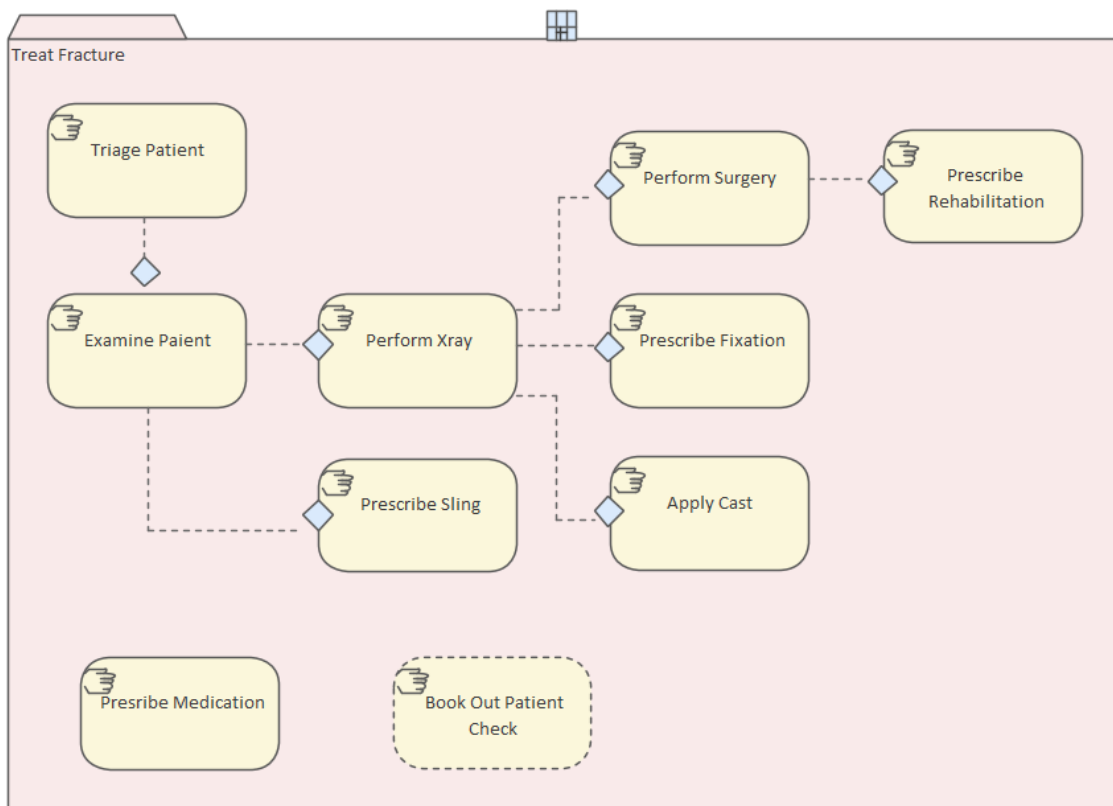 Treat Fracture
Triage Patient
Perform Surgery
Prescribe
Rehabilitation
Examine Paient
Perform Xray
Prescribe Fixation
Prescribe Sling
Apply Cast
Presribe Medication
Book Out Patient
Check